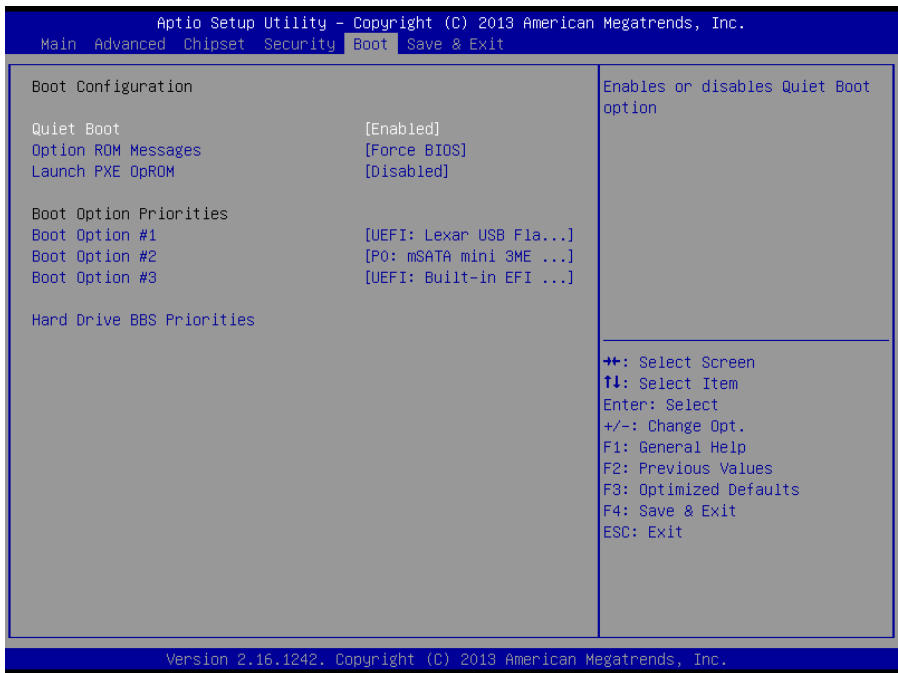 Aptio Setup Utility – Copyright (C) 2013 American Megatrends, Inc.
Main Advanced Chipset Security Boot Save & Exit
Boot Configuration
Quiet Boot [Enabled]
Option ROM Messages [Force BIOS]
Launch PXE OpROM [Disabled]
Boot Option Priorities
Boot Option #1 [UEFI: Lexar USB Fla...]
Boot Option #2 [P0: mSATA mini 3ME ...]
Boot Option #3 [UEFI: Built-in EFI ...]
Hard Drive BBS Priorities
Enables or disables Quiet Boot
option
→←: Select Screen
↑↓: Select Item
Enter: Select
+/-: Change Opt.
F1: General Help
F2: Previous Values
F3: Optimized Defaults
F4: Save & Exit
ESC: Exit
Version 2.16.1242. Copyright (C) 2013 American Megatrends, Inc.